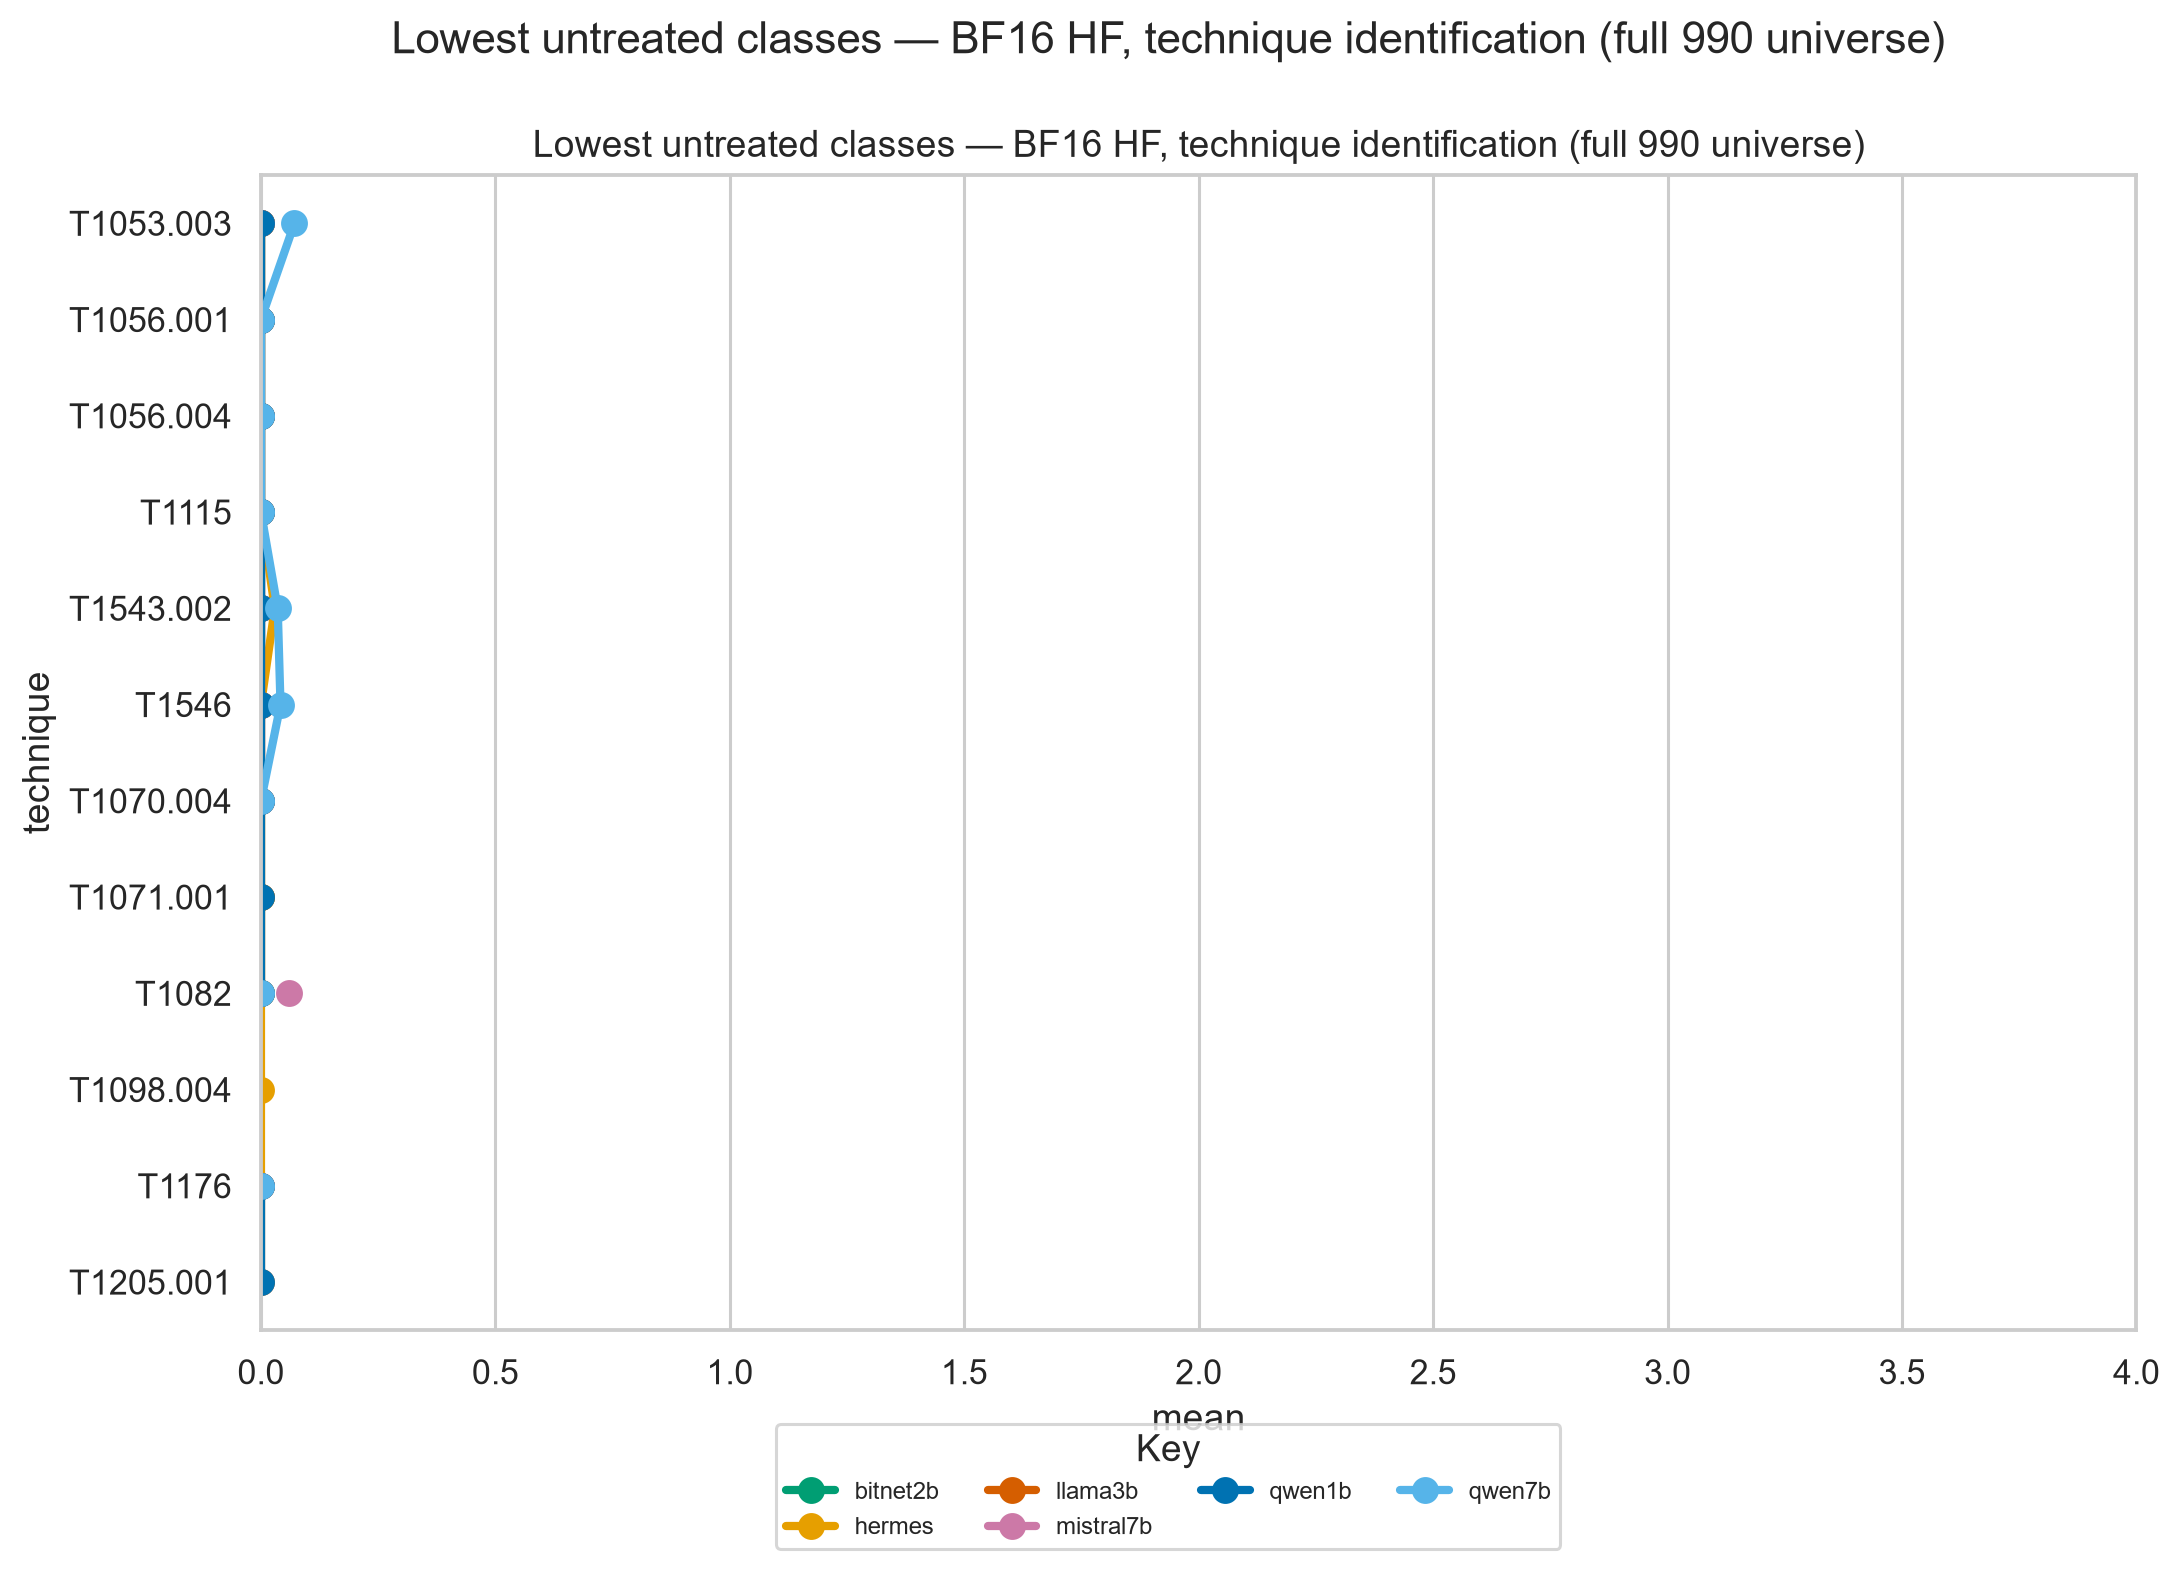 Lowest untreated classes — BF16 HF, technique identification (full 990 universe)
Lowest untreated classes — BF16 HF, technique identification (full 990 universe)
technique
T1053.003
T1056.001
T1056.004
T1115
T1543.002
T1546
T1070.004
T1071.001
T1082
T1098.004
T1176
T1205.001
0.0 0.5 1.0 1.5 2.0 2.5 3.0 3.5 4.0
mean
Key
bitnet2b llama3b qwen1b qwen7b
hermes mistral7b